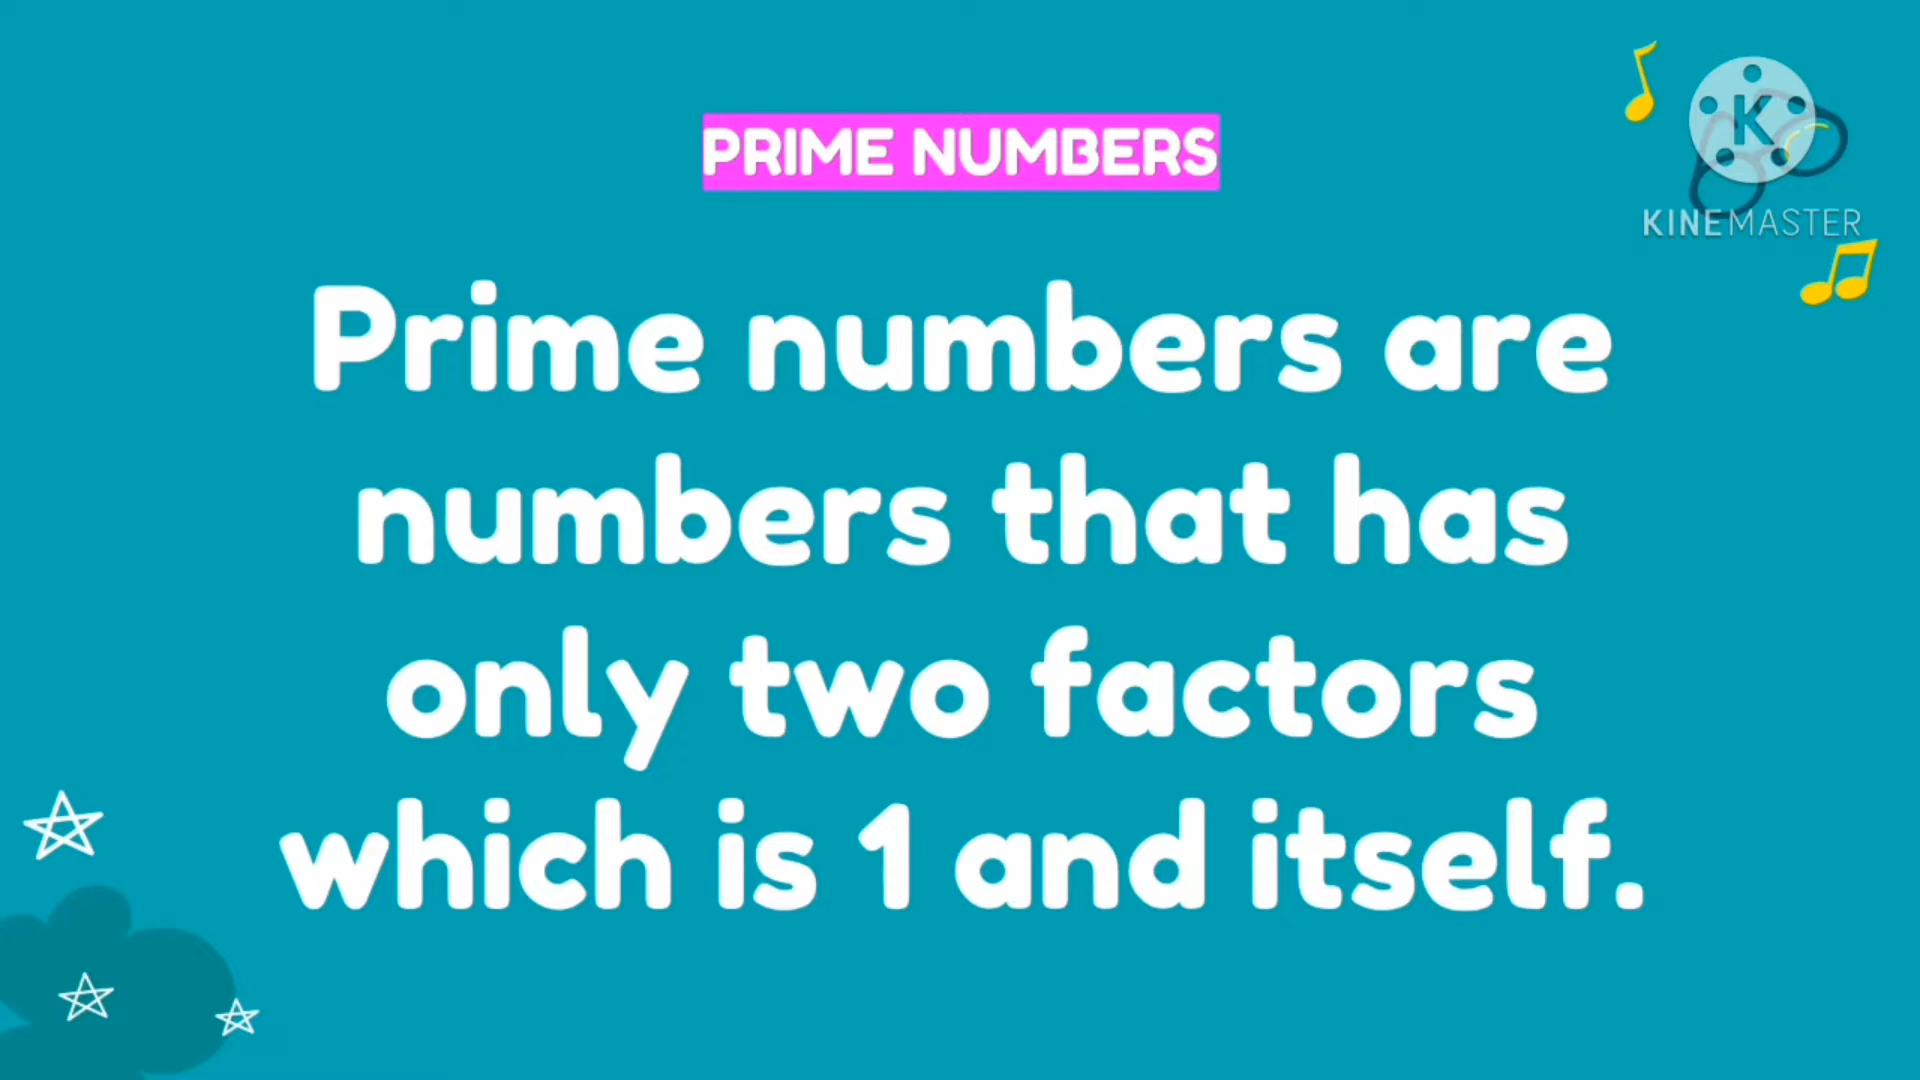 PRIME NUMBERS
K
KINEMASTER
Prime numbers are
numbers that has
only two factors
which is 1 and itself.